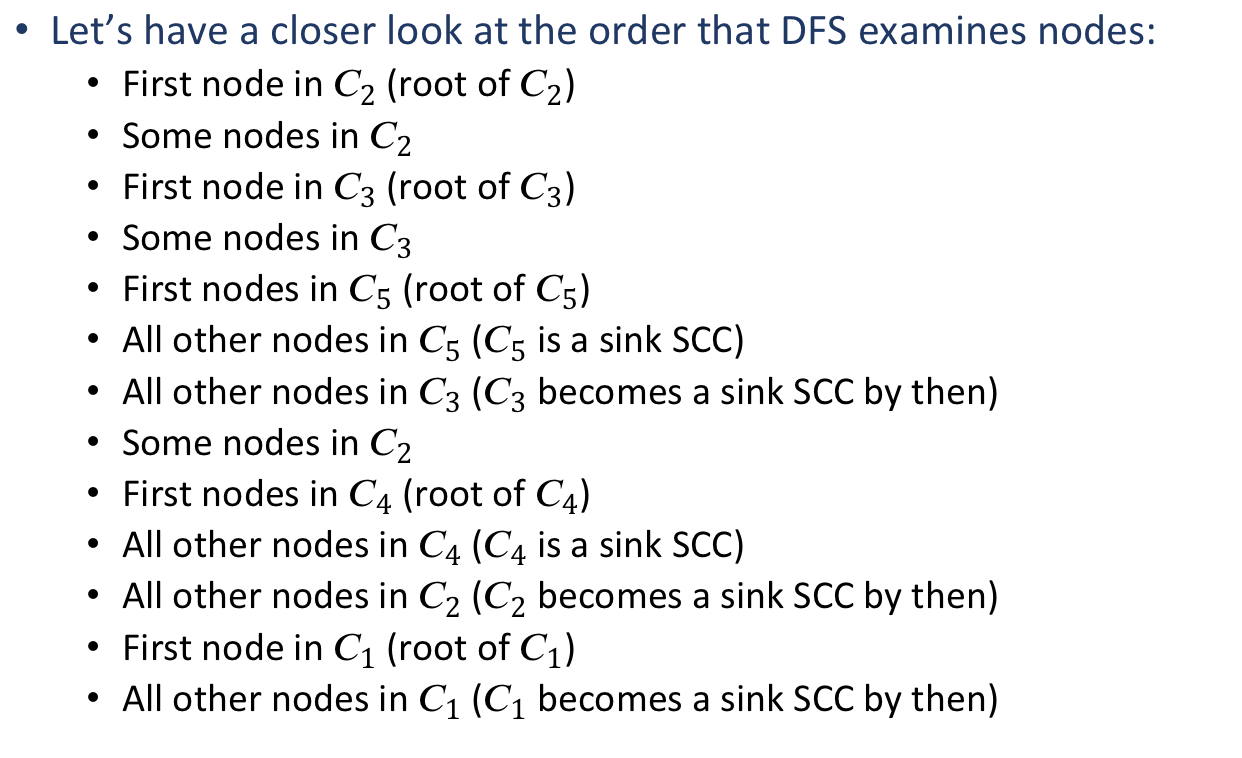 • Let’s have a closer look at the order that DFS examines nodes:
• First node in C₂ (root of C₂)
• Some nodes in C₂
• First node in C₃ (root of C₃)
• Some nodes in C₃
• First nodes in C₅ (root of C₅)
• All other nodes in C₅ (C₅ is a sink SCC)
• All other nodes in C₃ (C₃ becomes a sink SCC by then)
• Some nodes in C₂
• First nodes in C₄ (root of C₄)
• All other nodes in C₄ (C₄ is a sink SCC)
• All other nodes in C₂ (C₂ becomes a sink SCC by then)
• First node in C₁ (root of C₁)
• All other nodes in C₁ (C₁ becomes a sink SCC by then)